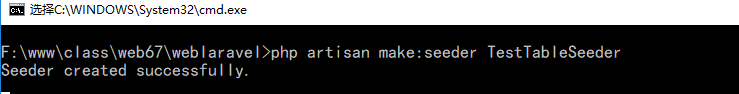 选择C:\WINDOWS\System32\cmd.exe
F:\www\class\web67\weblaravel>php artisan make:seeder TestTableSeeder
Seeder created successfully.